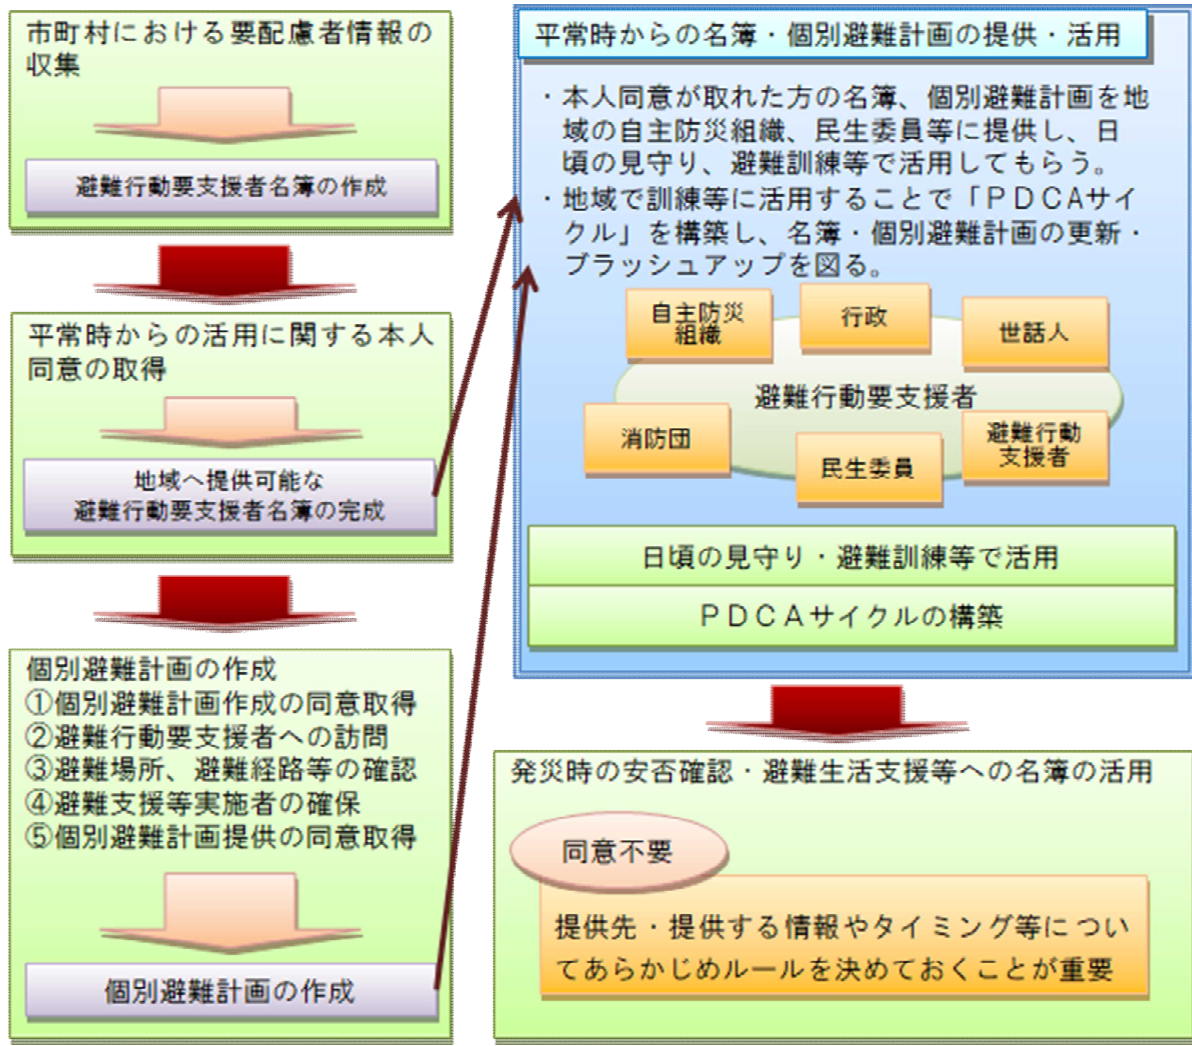 市町村における要配慮者情報の
収集
避難行動要支援者名簿の作成
平常時からの活用に関する本人
同意の取得
地域へ提供可能な
避難行動要支援者名簿の完成
個別避難計画の作成
①個別避難計画作成の同意取得
②避難行動要支援者への訪問
③避難場所、避難経路等の確認
④避難支援等実施者の確保
⑤個別避難計画提供の同意取得
個別避難計画の作成
平常時からの名簿・個別避難計画の提供・活用
・本人同意が取れた方の名簿、個別避難計画を地
域の自主防災組織、民生委員等に提供し、日
頃の見守り、避難訓練等で活用してもらう。
・地域で訓練等に活用することで「ＰＤＣＡサイ
クル」を構築し、名簿・個別避難計画の更新・
ブラッシュアップを図る。
自主防災
組織
行政
世話人
避難行動要支援者
消防団
民生委員
避難行動
支援者
日頃の見守り・避難訓練等で活用
ＰＤＣＡサイクルの構築
発災時の安否確認・避難生活支援等への名簿の活用
同意不要
提供先・提供する情報やタイミング等につい
てあらかじめルールを決めておくことが重要